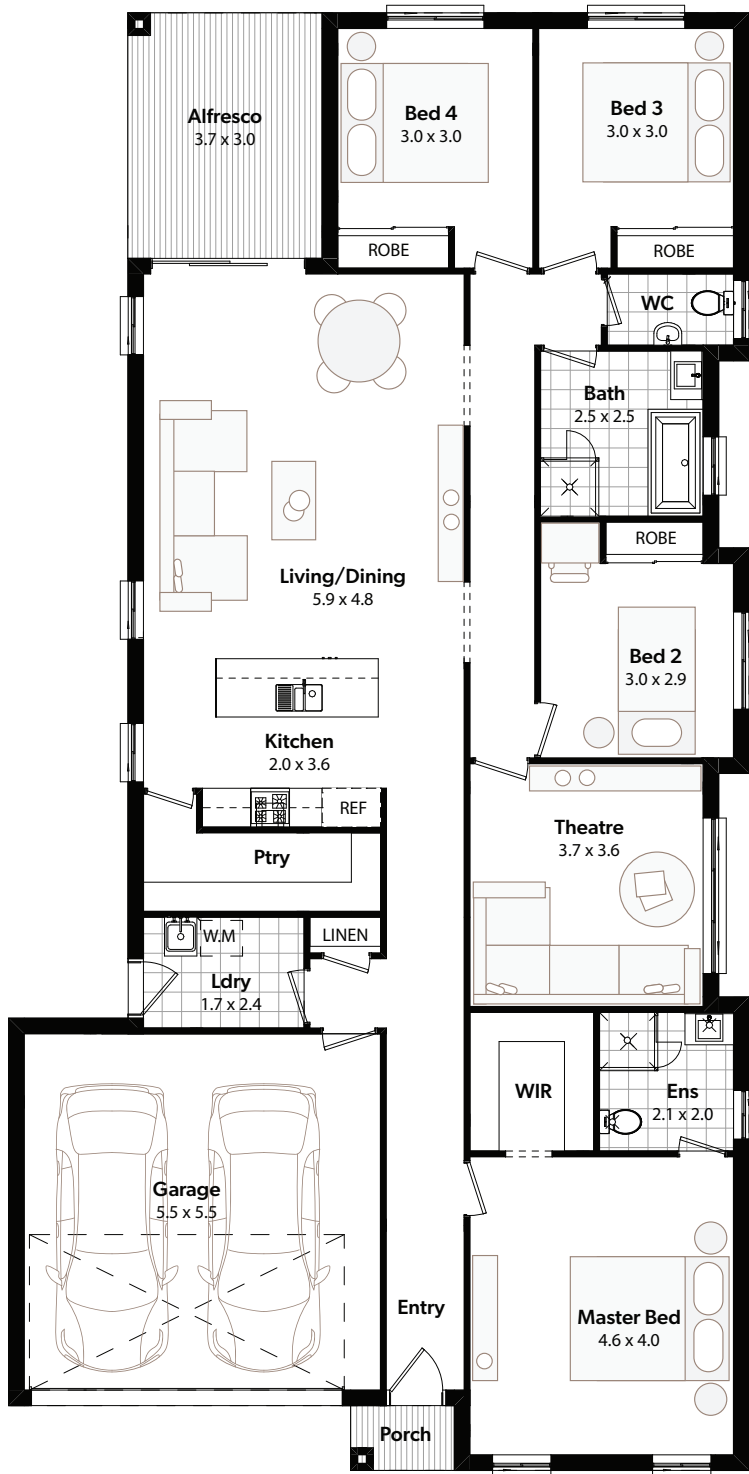 Alfresco
3.7 x 3.0
Bed 4
3.0 x 3.0
Bed 3
3.0 x 3.0
ROBE
ROBE
WC
Bath
2.5 x 2.5
ROBE
Living/Dining
5.9 x 4.8
Bed 2
3.0 x 2.9
Kitchen
2.0 x 3.6
REF
Theatre
3.7 x 3.6
Ptry
W.M
LINEN
Ldry
1.7 x 2.4
WIR
Ens
2.1 x 2.0
Garage
5.5 x 5.5
Entry
Master Bed
4.6 x 4.0
Porch